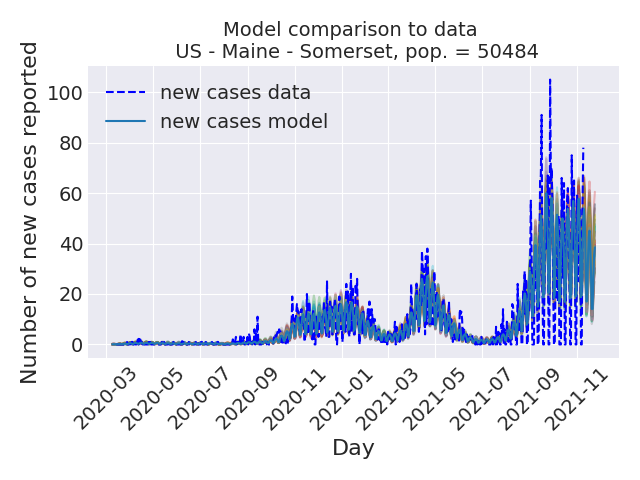 Model comparison to data
US - Maine - Somerset, pop. = 50484
Number of new cases reported
100
80
60
40
20
0
new cases data
new cases model
2020-03
2020-05
2020-07
2020-09
2020-11
2021-01
2021-03
2021-05
2021-07
2021-09
2021-11
Day